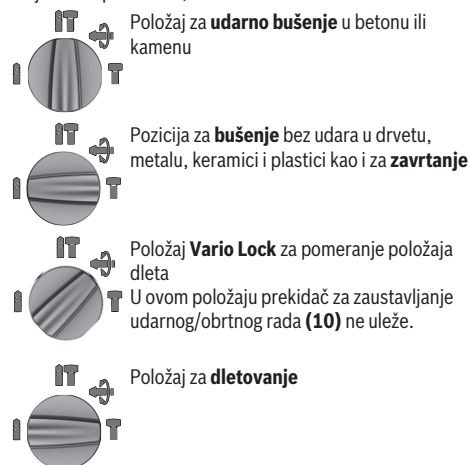 Položaj za udarno bušenje u betonu ili
kamenu
Pozicija za bušenje bez udara u drvetu,
metalu, keramici i plastici kao i za zavrtanje
Položaj Vario Lock za pomeranje položaja
dleta
U ovom položaju prekidač za zaustavljanje
udarnog/obrtnog rada (10) ne uleže.
Položaj za dletovanje